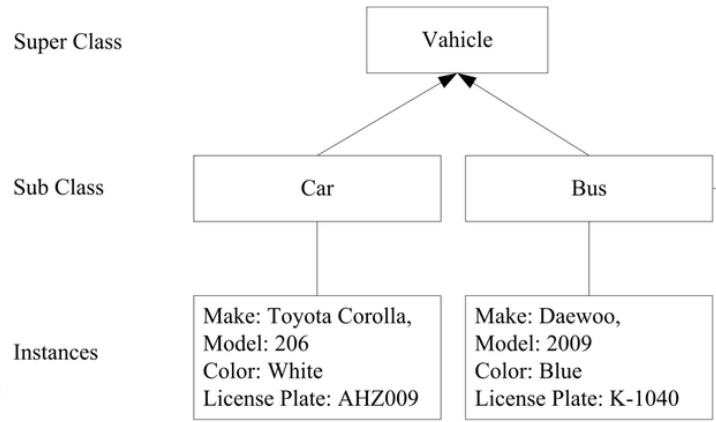 Super Class
Vahicle
Sub Class
Car
Bus
Instances
Make: Toyota Corolla,
Model: 206
Color: White
License Plate: AHZ009
Make: Daewoo,
Model: 2009
Color: Blue
License Plate: K-1040